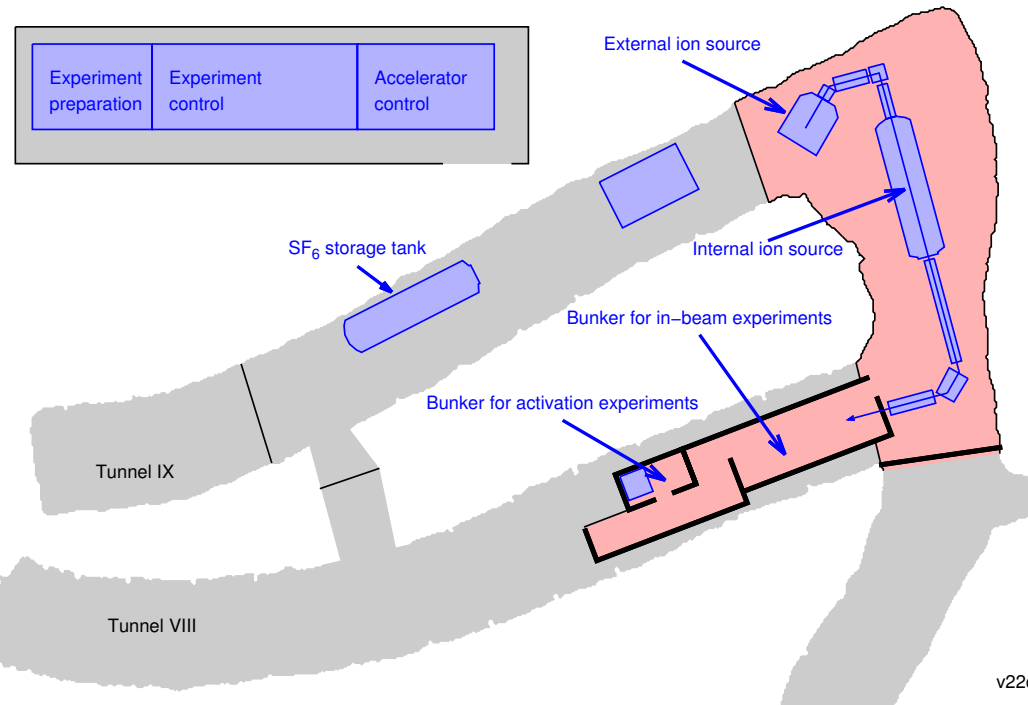 External ion source
Experiment
preparation
Experiment
control
Accelerator
control
SF6 storage tank
Internal ion source
Bunker for in−beam experiments
Bunker for activation experiments
Tunnel IX
Tunnel VIII